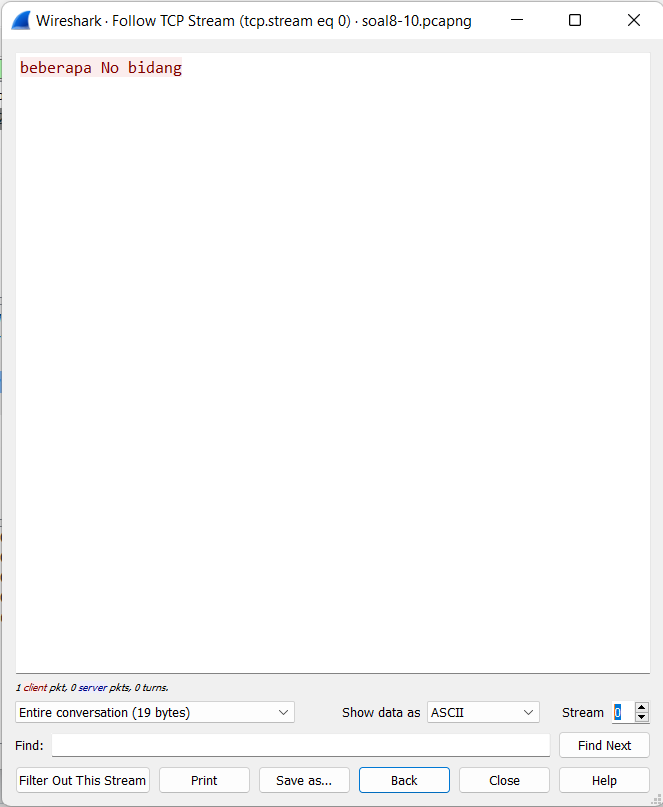 Wireshark · Follow TCP Stream (tcp.stream eq 0) · soal8-10.pcapng
beberapa No bidang
1 client pkt, 0 server pkts, 0 turns.
Entire conversation (19 bytes) Show data as ASCII Stream 0
Find: Find Next
Filter Out This Stream Print Save as... Back Close Help